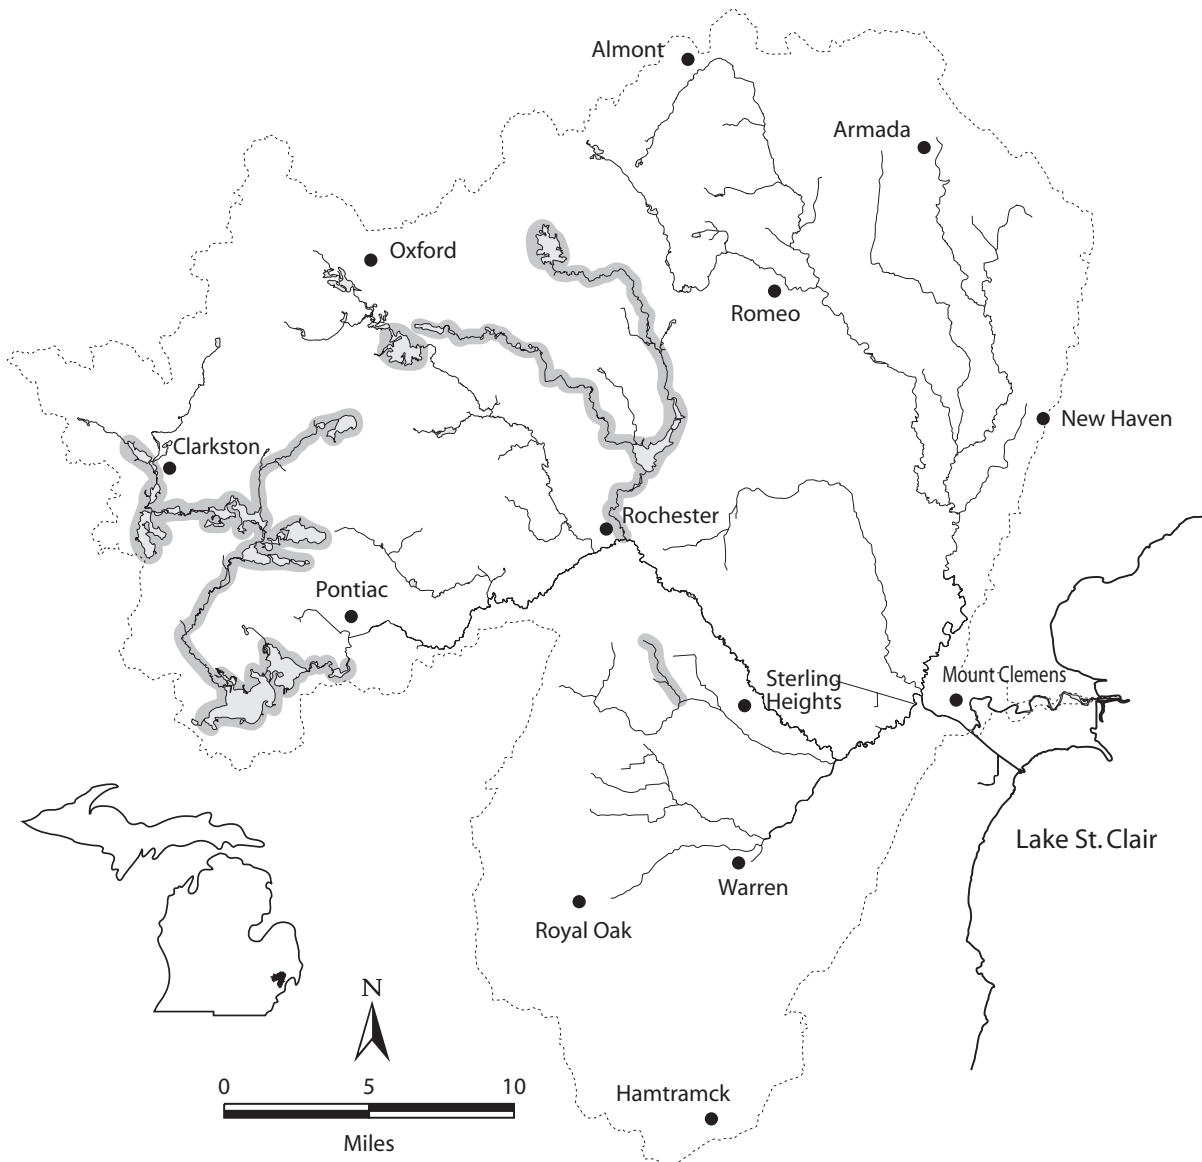 Almont
Armada
Oxford
Romeo
New Haven
Clarkston
Rochester
Pontiac
Mount Clemens
Sterling
Heights
Lake St. Clair
Warren
Royal Oak
N
0 5 10
Miles
Hamtramck